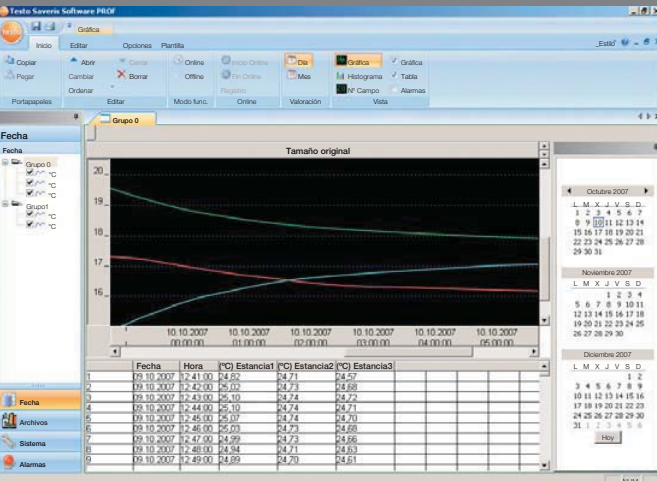 Testo Saveris Software PROF
Gráfica
Inicio Editar Opciones Plantilla Estilo
Copiar Abrir Cerrar Online Inicio Online Día Gráfica Gráfica
Pegar Cambiar Borrar Offline Fin Online Mes Histograma Tabla
Ordenar Registro Nº Campo Alarmas
Portapapeles Editar Modo func. Online Valoración Vista
Grupo 0
Fecha
Fecha
Grupo 0
°C
°C
°C
Grupo1
°C
°C
Fecha
Archivos
Sistema
Alarmas
Tamaño original
20
19
18
17
16
10.10.2007 10.10.2007 10.10.2007 10.10.2007 10.10.2007 10.10.2007
00:00:00 01:00:00 02:00:00 03:00:00 04:00:00 05:00:00
Fecha Hora (ºC) Estancia1 (ºC) Estancia2 (ºC) Estancia3
1 09.10.2007 12:41:00 24,82 24,71 24,57
2 09.10.2007 12:42:00 25,02 24,73 24,68
3 09.10.2007 12:43:00 25,10 24,74 24,72
4 09.10.2007 12:44:00 25,10 24,74 24,71
5 09.10.2007 12:45:00 25,07 24,74 24,70
6 09.10.2007 12:46:00 25,03 24,73 24,68
7 09.10.2007 12:47:00 24,99 24,73 24,66
8 09.10.2007 12:48:00 24,94 24,71 24,63
9 09.10.2007 12:49:00 24,89 24,70 24,61
Octubre 2007
L M X J V S D
1 2 3 4 5 6 7
8 9 10 11 12 13 14
15 16 17 18 19 20 21
22 23 24 25 26 27 28
29 30 31
Noviembre 2007
L M X J V S D
1 2 3 4
5 6 7 8 9 10 11
12 13 14 15 16 17 18
19 20 21 22 23 24 25
26 27 28 29 30
Diciembre 2007
L M X J V S D
1 2
3 4 5 6 7 8 9
10 11 12 13 14 15 16
17 18 19 20 21 22 23
24 25 26 27 28 29 30
31 1 2 3 4 5 6
Hoy
NUM